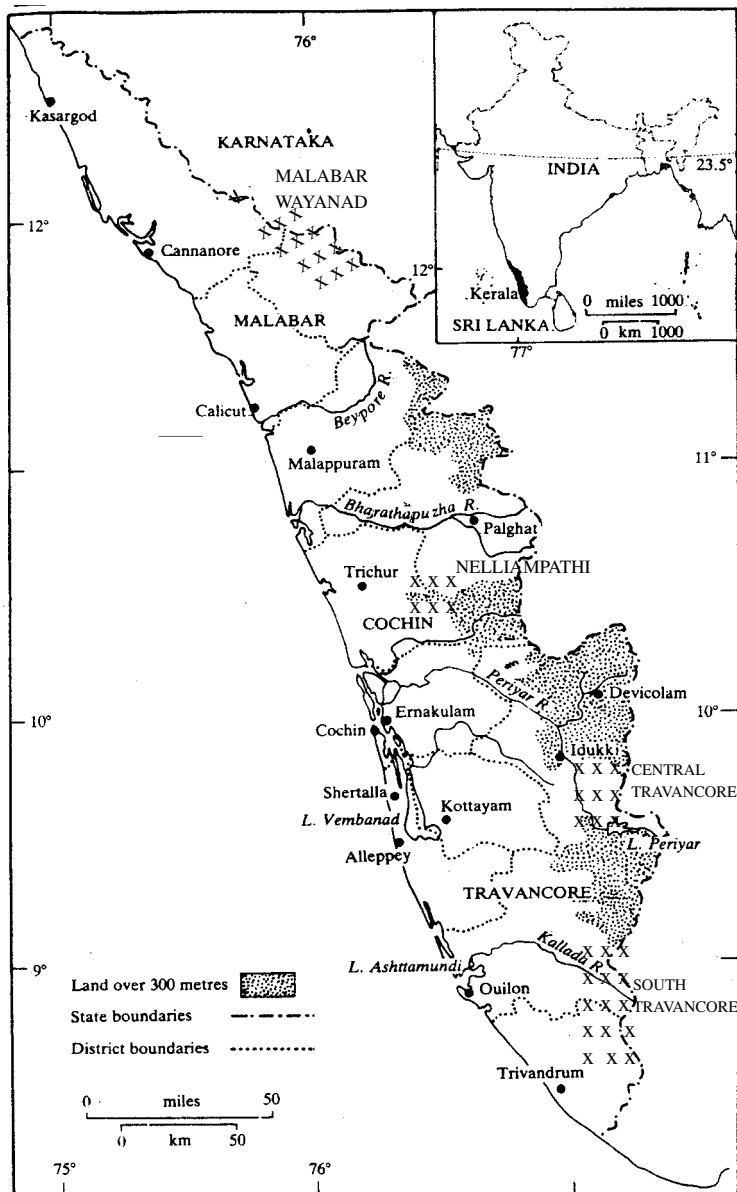 76°
Kasargod
KARNATAKA
MALABAR
WAYANAD
INDIA
23.5°
12°
Cannanore
12°
Kerala
0 miles 1000
0 km 1000
SRI LANKA
77°
MALABAR
Calicut
Beypore R.
Malappuram
11°
Bharathapuzha R.
Palghat
Trichur
NELLIAMPATHI
X X X
X X X
COCHIN
Periyar R.
Devicolam
10°
10°
Ernakulam
Cochin
Idukki
X X X
CENTRAL
TRAVANCORE
X X X
X X X
Shertalla
L. Vembanad
Kottayam
L. Periyar
Alleppey
TRAVANCORE
Kallada R.
X X X
9°
L. Ashttamundi
X X X
SOUTH
TRAVANCORE
Quilon
X X X
X X X
X X X
Land over 300 metres
State boundaries
District boundaries
Trivandrum
0 miles 50
0 km 50
75°
76°